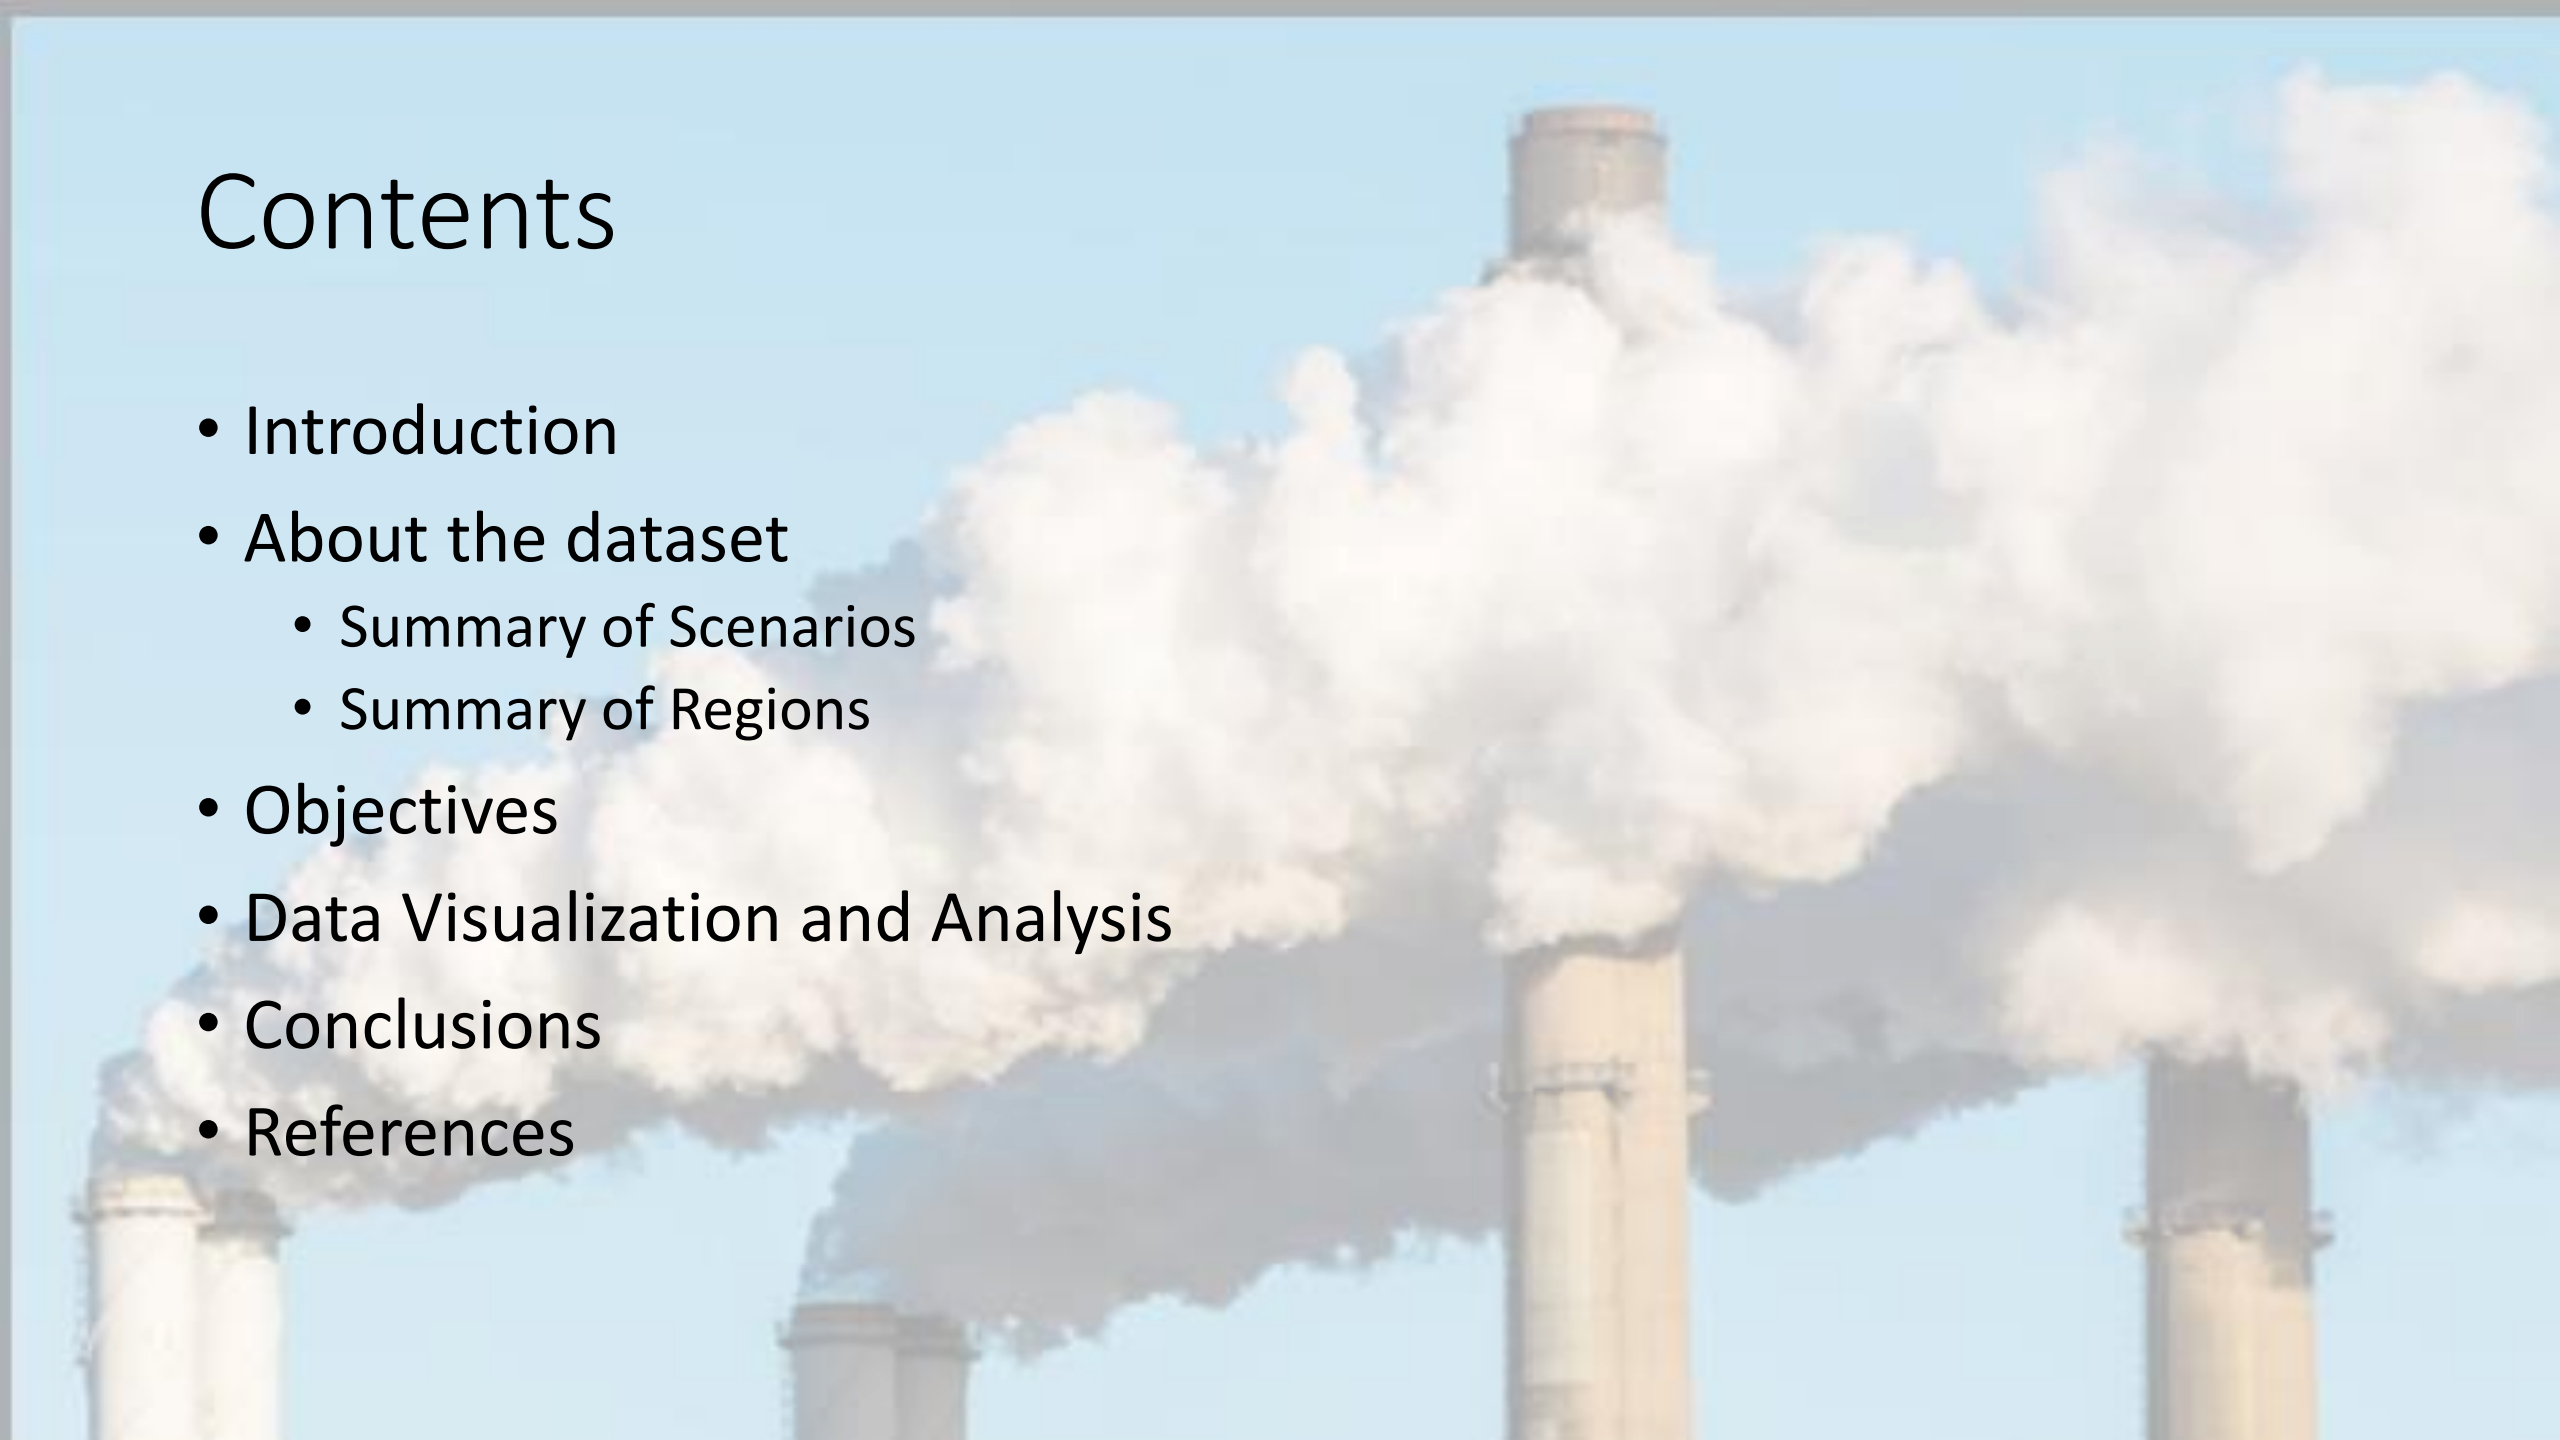 Contents
• Introduction
• About the dataset
• Summary of Scenarios
• Summary of Regions
• Objectives
• Data Visualization and Analysis
• Conclusions
• References